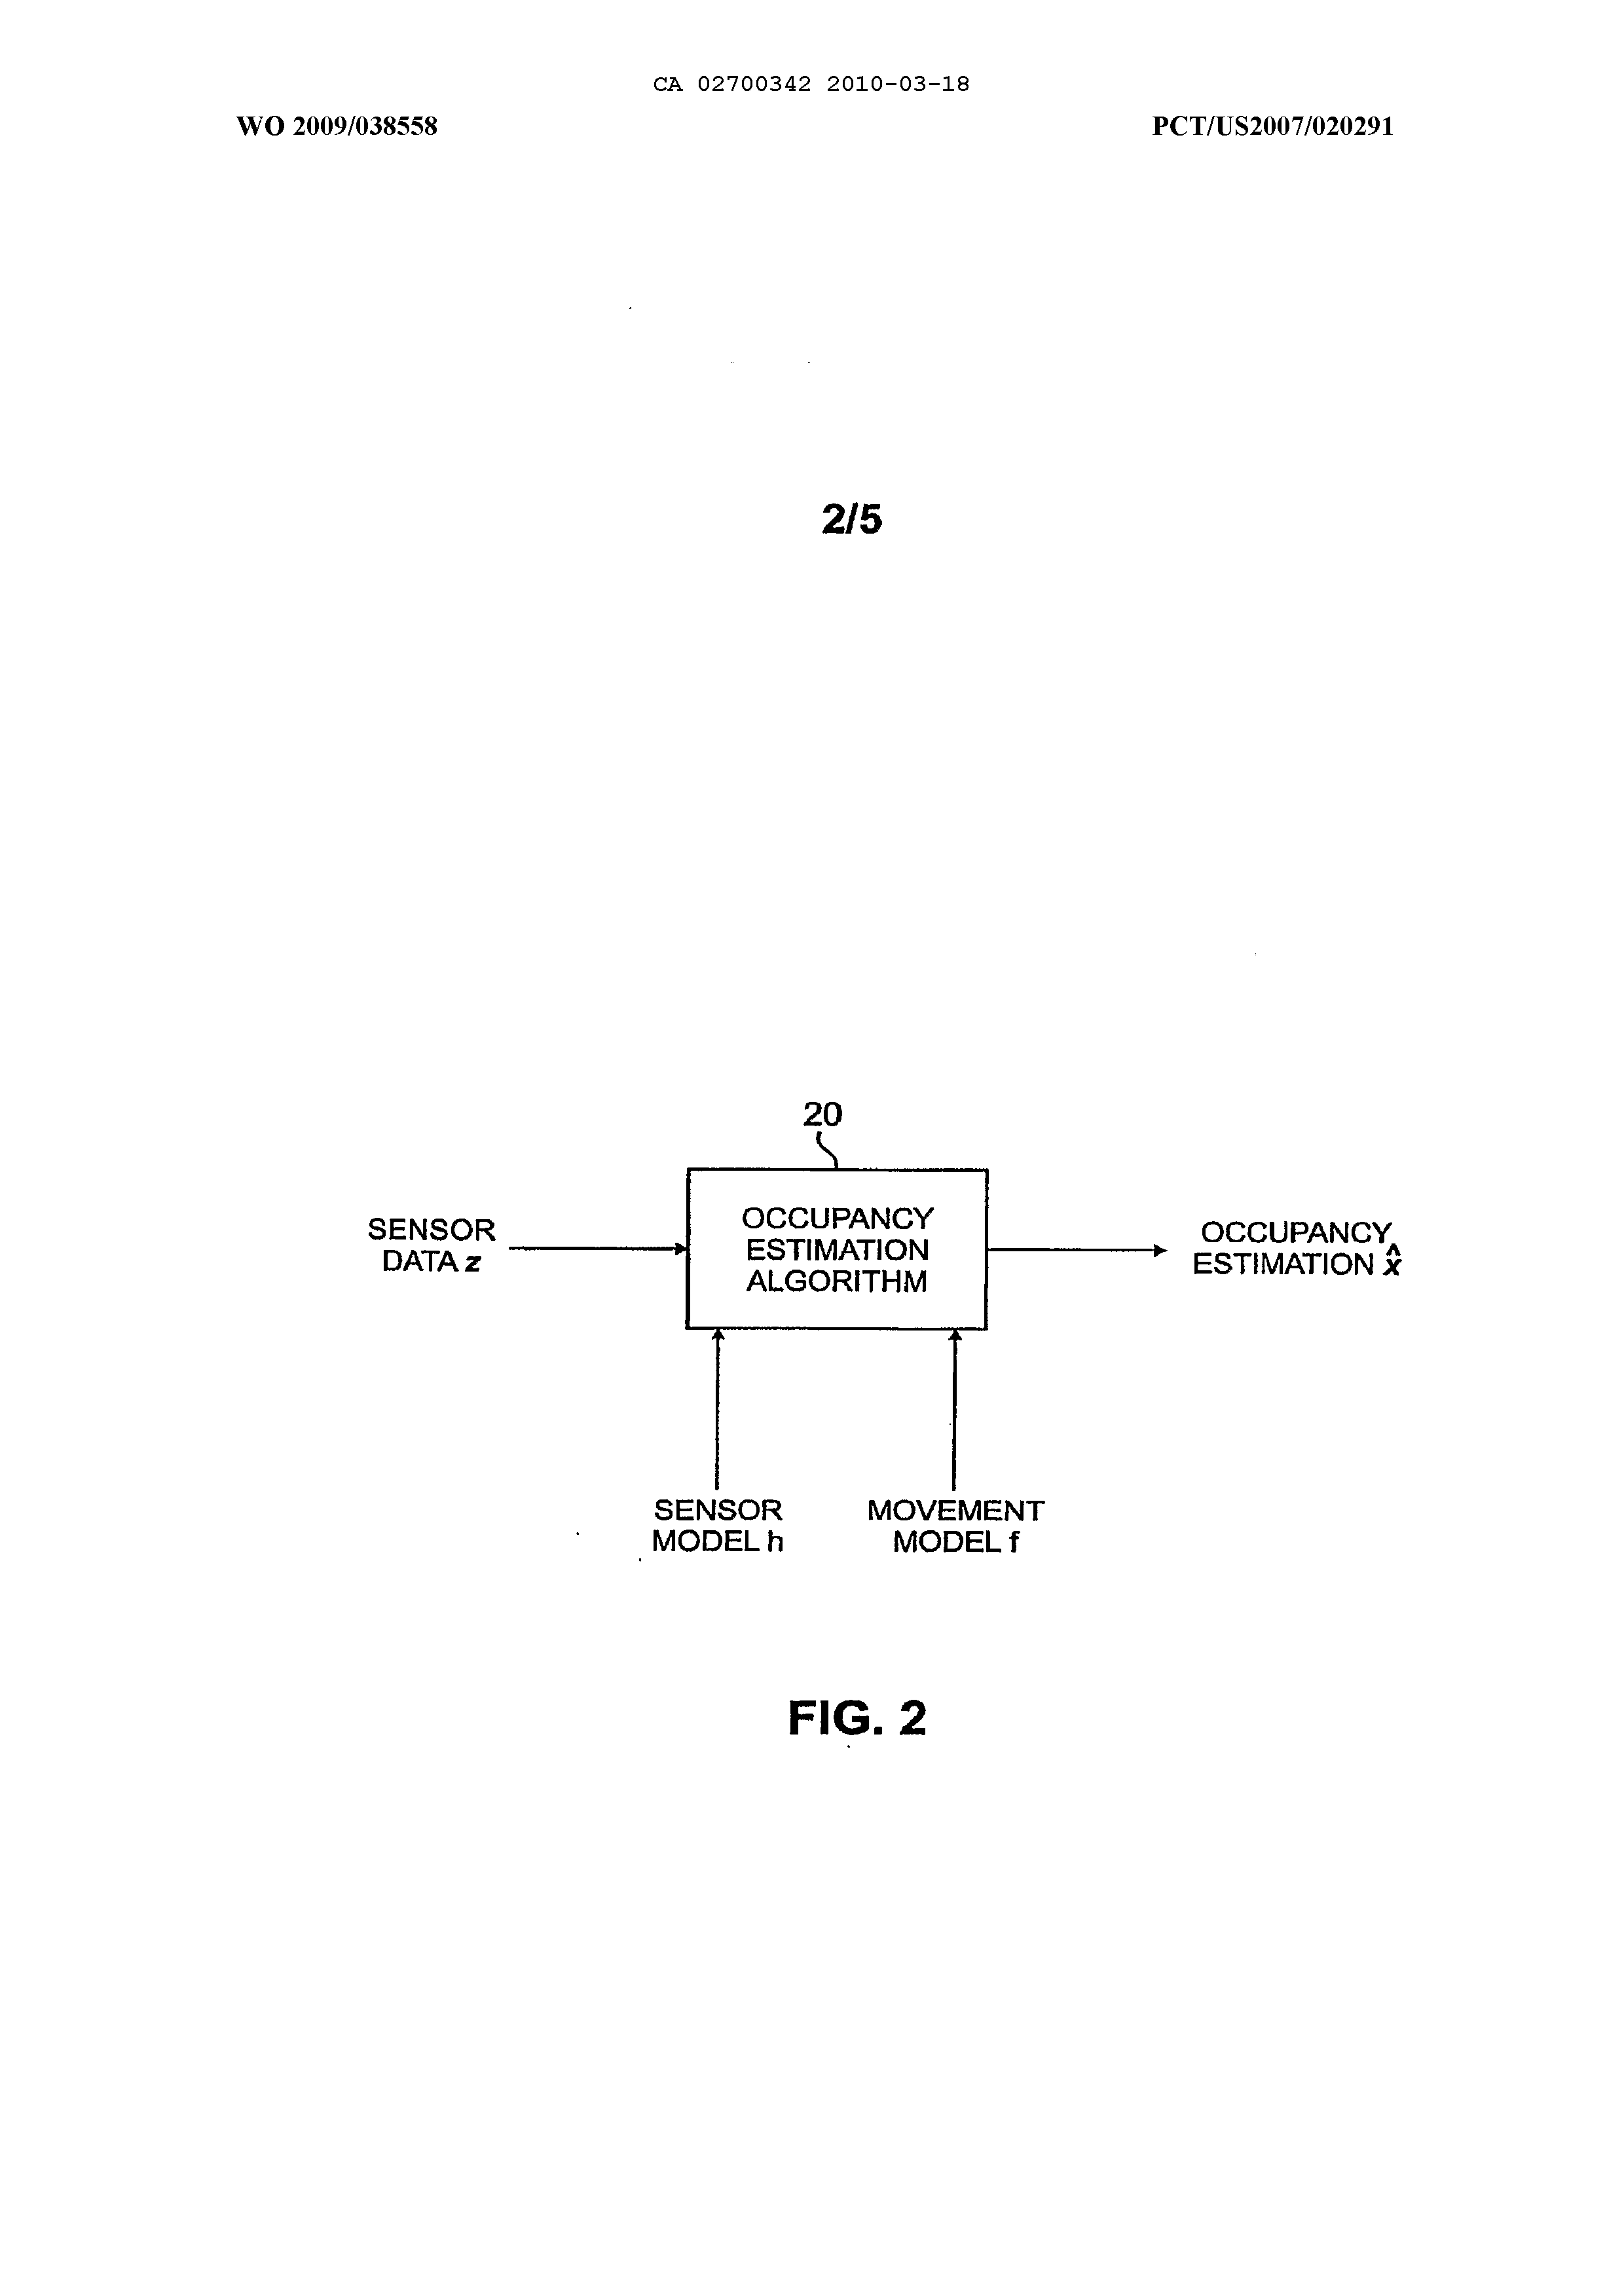 CA 02700342 2010-03-18
WO 2009/038558
PCT/US2007/020291
2/5
20
SENSOR
DATA z
OCCUPANCY
ESTIMATION
ALGORITHM
OCCUPANCY
ESTIMATION x̂
SENSOR
MODEL h
MOVEMENT
MODEL f
FIG. 2